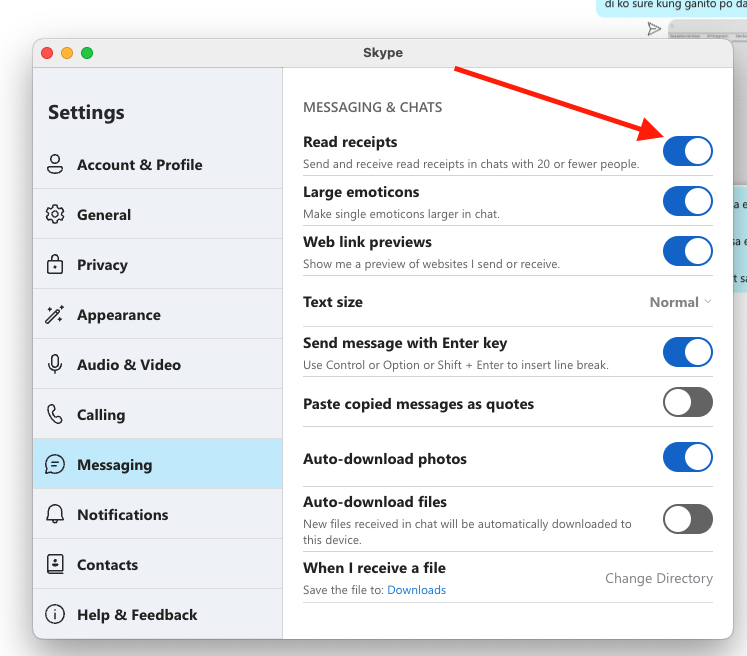 di ko sure kung ganito po da
Skype
Settings
Account & Profile
General
Privacy
Appearance
Audio & Video
Calling
Messaging
Notifications
Contacts
Help & Feedback
MESSAGING & CHATS
Read receipts
Send and receive read receipts in chats with 20 or fewer people.
Large emoticons
Make single emoticons larger in chat.
Web link previews
Show me a preview of websites I send or receive.
Text size
Normal
Send message with Enter key
Use Control or Option or Shift + Enter to insert line break.
Paste copied messages as quotes
Auto-download photos
Auto-download files
New files received in chat will be automatically downloaded to
this device.
When I receive a file
Save the file to: Downloads
Change Directory